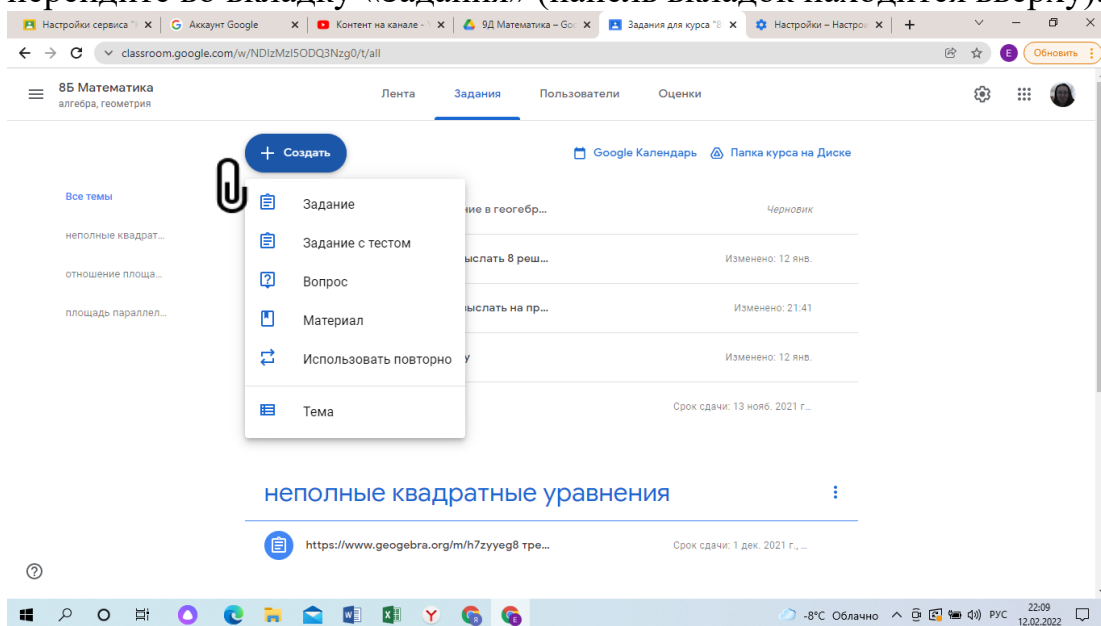 перейдите во вкладку «Задания» (панель вкладок находится вверху).
Настройки сервиса "
Аккаунт Google
Контент на канале - Y
9Д Математика – Goo
Задания для курса "8
Настройки – Настрой
classroom.google.com/w/NDIzMzI5ODQ3Nzg0/t/all
E
Обновить
8Б Математика
алгебра, геометрия
Лента
Задания
Пользователи
Оценки
+ Создать
Google Календарь
Папка курса на Диске
Все темы
неполные квадрат...
отношение площа...
площадь параллел...
Задание
Задание с тестом
Вопрос
Материал
Использовать повторно
Тема
ние в геогебр...
Черновик
ыслать 8 реш...
Изменено: 12 янв.
выслать на пр...
Изменено: 21:41
у
Изменено: 12 янв.
Срок сдачи: 13 нояб. 2021 г...
неполные квадратные уравнения
https://www.geogebra.org/m/h7zyyeg8 тре...
Срок сдачи: 1 дек. 2021 г., ...
-8°C Облачно
РУС
22:09
12.02.2022